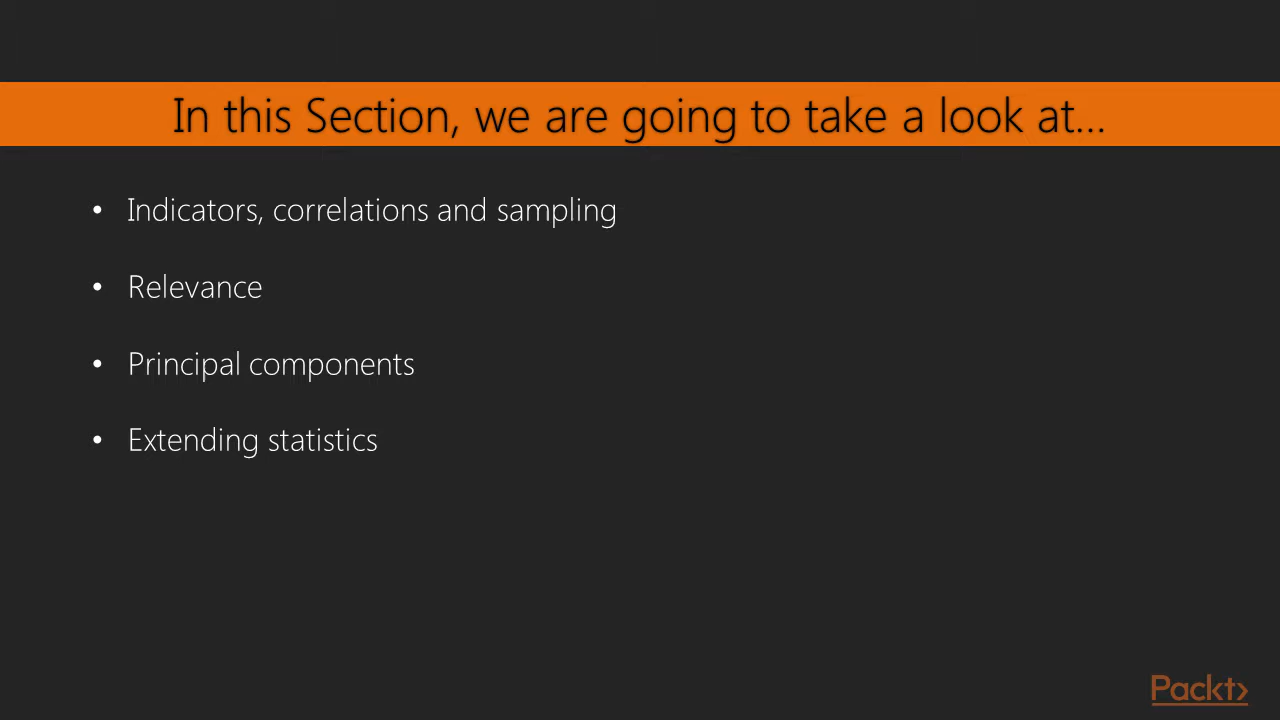 In this Section, we are going to take a look at...
• Indicators, correlations and sampling
• Relevance
• Principal components
• Extending statistics
Packt>